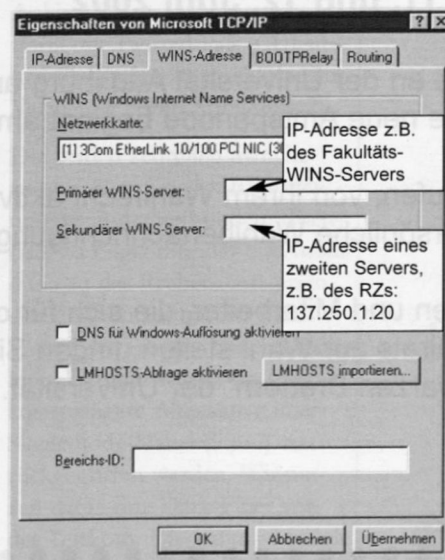 Eigenschaften von Microsoft TCP/IP
IP-Adresse DNS WINS-Adresse BOOTPRelay Routing
WINS (Windows Internet Name Services)
Netzwerkkarte:
[1] 3Com EtherLink 10/100 PCI NIC (3C
IP-Adresse z.B.
des Fakultäts-
WINS-Servers
Primärer WINS-Server:
Sekundärer WINS-Server:
IP-Adresse eines
zweiten Servers,
z.B. des RZs:
137.250.1.20
DNS für Windows-Auflösung aktivieren
LMHOSTS-Abfrage aktivieren LMHOSTS importieren...
Bereichs-ID:
OK Abbrechen Übernehmen